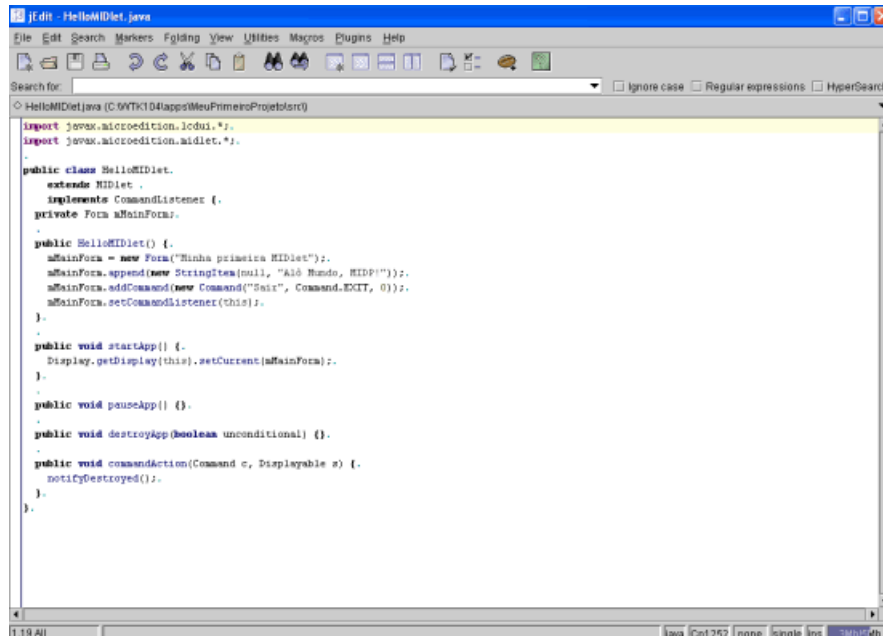 jEdit - HelloMIDlet.java
File Edit Search Markers Folding View Utilities Macros Plugins Help
Search for: Ignore case Regular expressions HyperSearch
HelloMIDlet.java (C:\WTK104\apps\MeuPrimeiroProjeto\src\)
import javax.microedition.lcdui.*;.
import javax.microedition.midlet.*;.
.
public class HelloMIDlet.
extends MIDlet .
implements CommandListener {.
private Form mMainForm;.
.
public HelloMIDlet() {.
mMainForm = new Form("Minha primeira MIDlet");.
mMainForm.append(new StringItem(null, "Alô Mundo, MIDP!"));.
mMainForm.addCommand(new Command("Sair", Command.EXIT, 0));.
mMainForm.setCommandListener(this);.
}.
.
public void startApp() {.
Display.getDisplay(this).setCurrent(mMainForm);.
}.
.
public void pauseApp() {}.
.
public void destroyApp(boolean unconditional) {}.
.
public void commandAction(Command c, Displayable s) {.
notifyDestroyed();.
}.
}.
1,19 All java Cp1252 none single ins